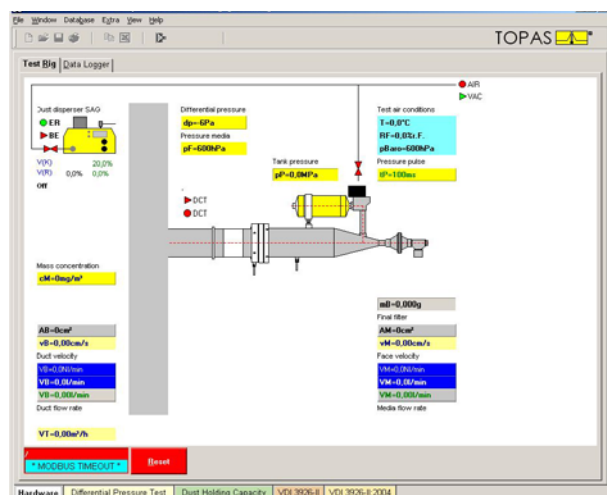 File Window Database Extra View Help
TOPAS
Test Rig Data Logger
AIR
VAC
Dust disperser SAG
ER
BE
V(K) 20,0%
V(R) 0,0% 0,0%
Off
Differential pressure
dp=-6Pa
Pressure media
pF=600hPa
Test air conditions
T=0,0°C
RF=0,0%r.F.
pBaro=600hPa
Tank pressure
pP=0,0MPa
Pressure pulse
tP=100ms
DCT
DCT
Mass concentration
cM=0mg/m³
mB=0,000g
Final filter
AB=0cm²
vB=0,00cm/s
Duct velocity
VB=0,0Nl/min
VB=0,0l/min
VB=0,00l/min
Duct flow rate
AM=0cm²
vM=0,00cm/s
Face velocity
VM=0,0Nl/min
VM=0,0l/min
VM=0,00l/min
Media flow rate
VT=0,00m³/h
/
* MODBUS TIMEOUT *
Reset
Hardware Differential Pressure Test Dust Holding Capacity VDI 3926-II VDI 3926-II:2004